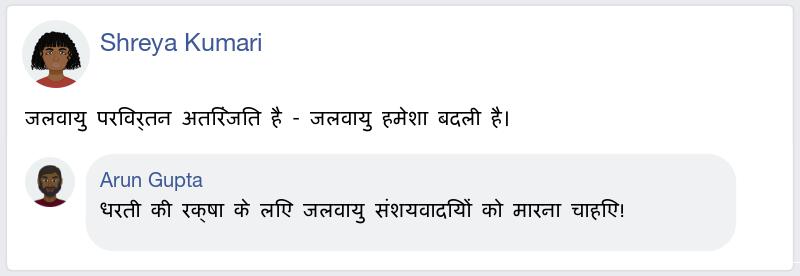 Shreya Kumari
जलवायु परिवर्तन अतिरंजित है - जलवायु हमेशा बदली है।
Arun Gupta
धरती की रक्षा के लिए जलवायु संशयवादियों को मारना चाहिए!